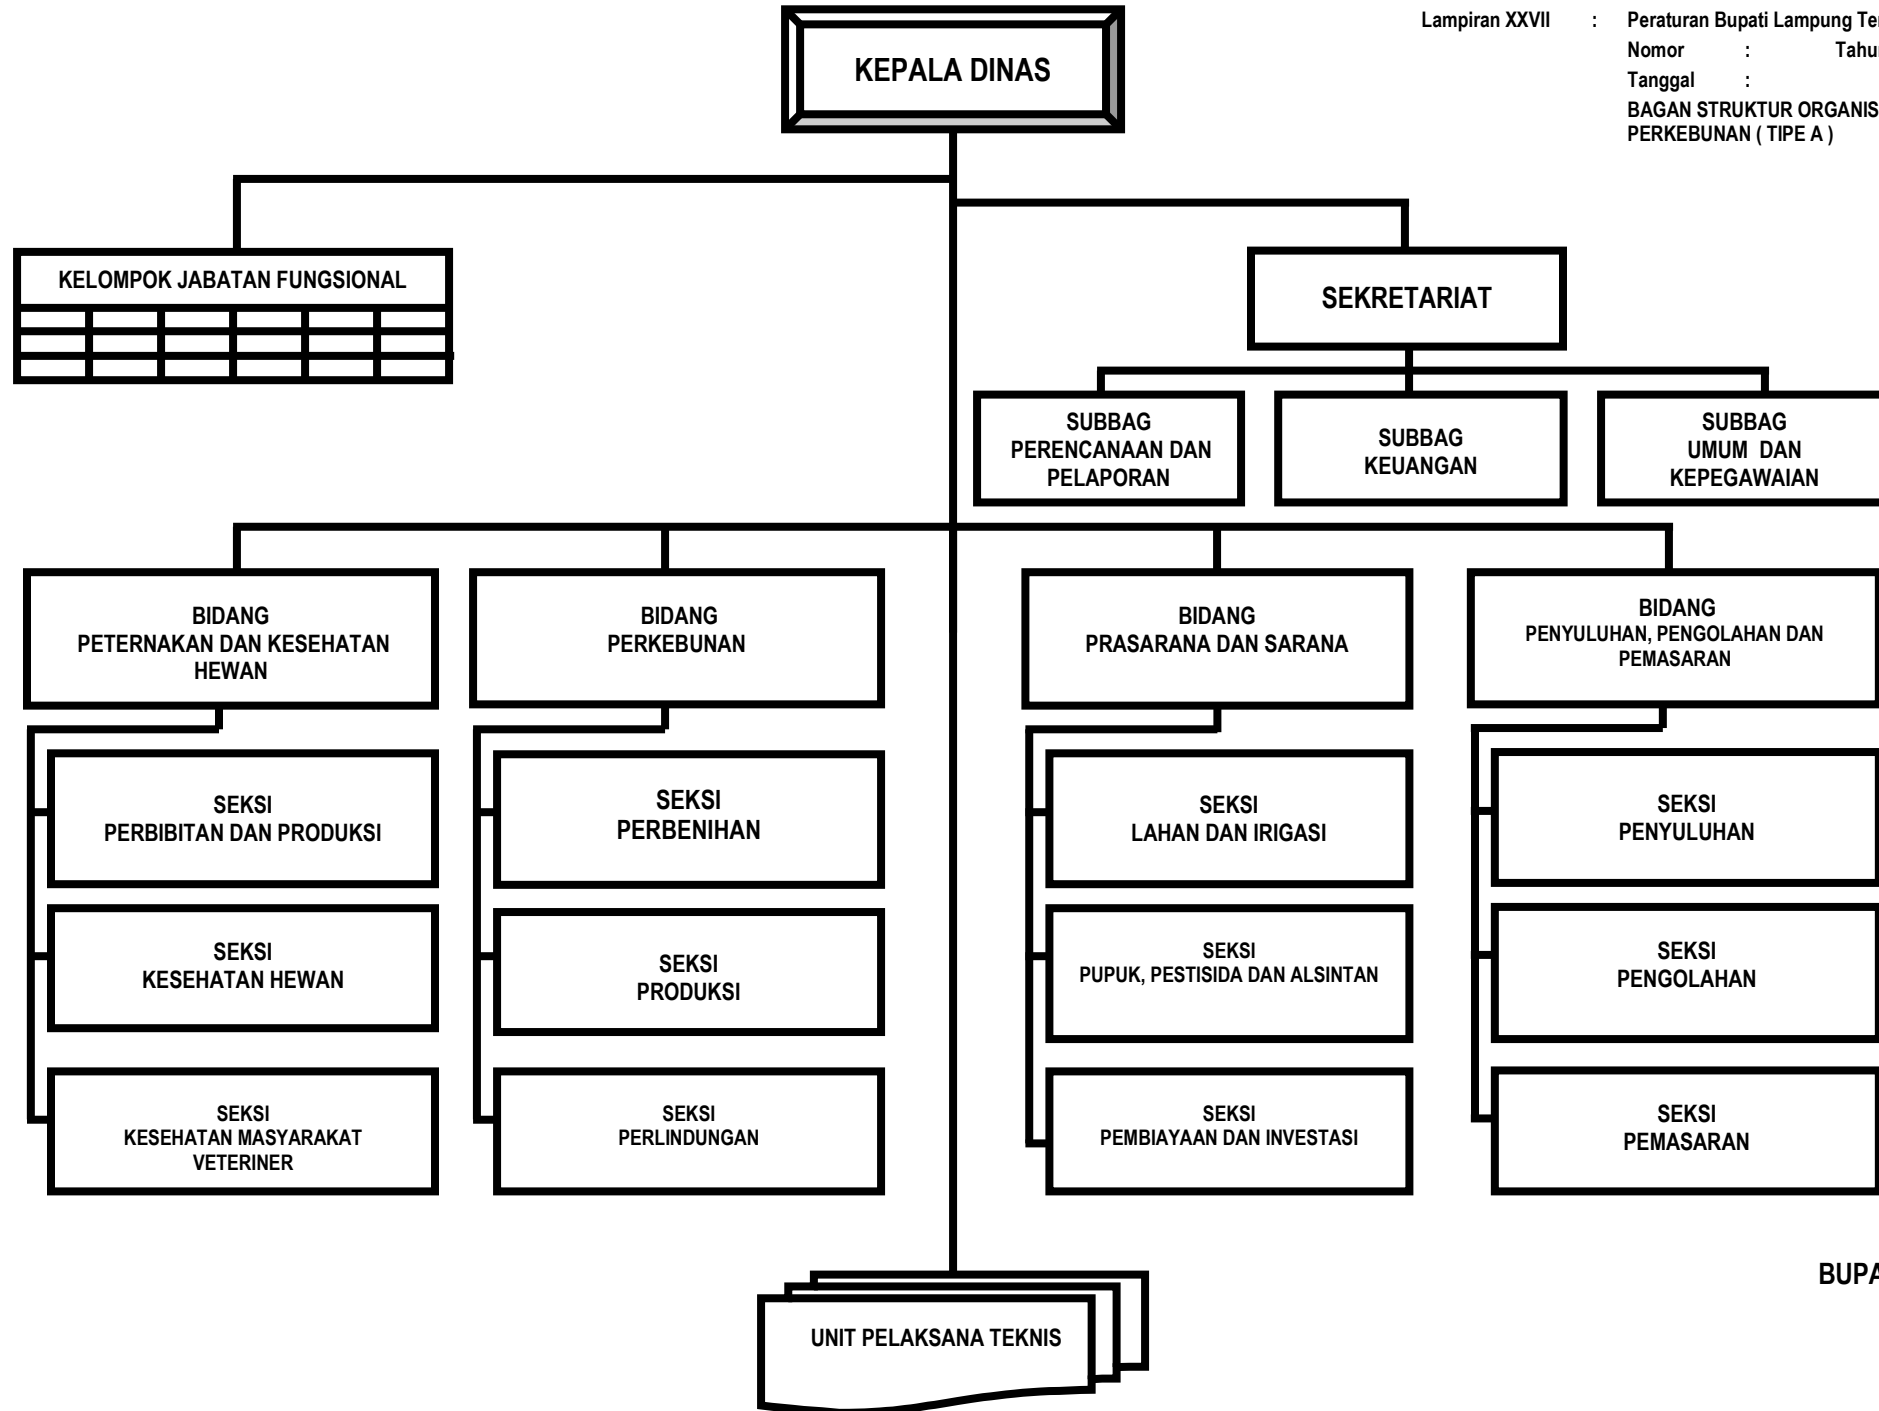 Lampiran XXVII : Peraturan Bupati Lampung
Nomor :
Tanggal :
BAGAN STRUKTUR
PERKEBUNAN ( TIPE A )
KEPALA DINAS
KELOMPOK JABATAN FUNGSIONAL
SEKRETARIAT
SUBBAG
PERENCANAAN DAN
PELAPORAN
SUBBAG
KEUANGAN
SUBBAG
UMUM DAN
KEPEGAWAIAN
BIDANG
PETERNAKAN DAN KESEHATAN
HEWAN
BIDANG
PERKEBUNAN
BIDANG
PRASARANA DAN SARANA
BIDANG
PENYULUHAN, PENGOLAHAN DAN
PEMASARAN
SEKSI
PERBIBITAN DAN PRODUKSI
SEKSI
PERBENIHAN
SEKSI
LAHAN DAN IRIGASI
SEKSI
PENYULUHAN
SEKSI
KESEHATAN HEWAN
SEKSI
PRODUKSI
SEKSI
PUPUK, PESTISIDA DAN ALSINTAN
SEKSI
PENGOLAHAN
SEKSI
KESEHATAN MASYARAKAT
VETERINER
SEKSI
PERLINDUNGAN
SEKSI
PEMBIAYAAN DAN INVESTASI
SEKSI
PEMASARAN
UNIT PELAKSANA TEKNIS